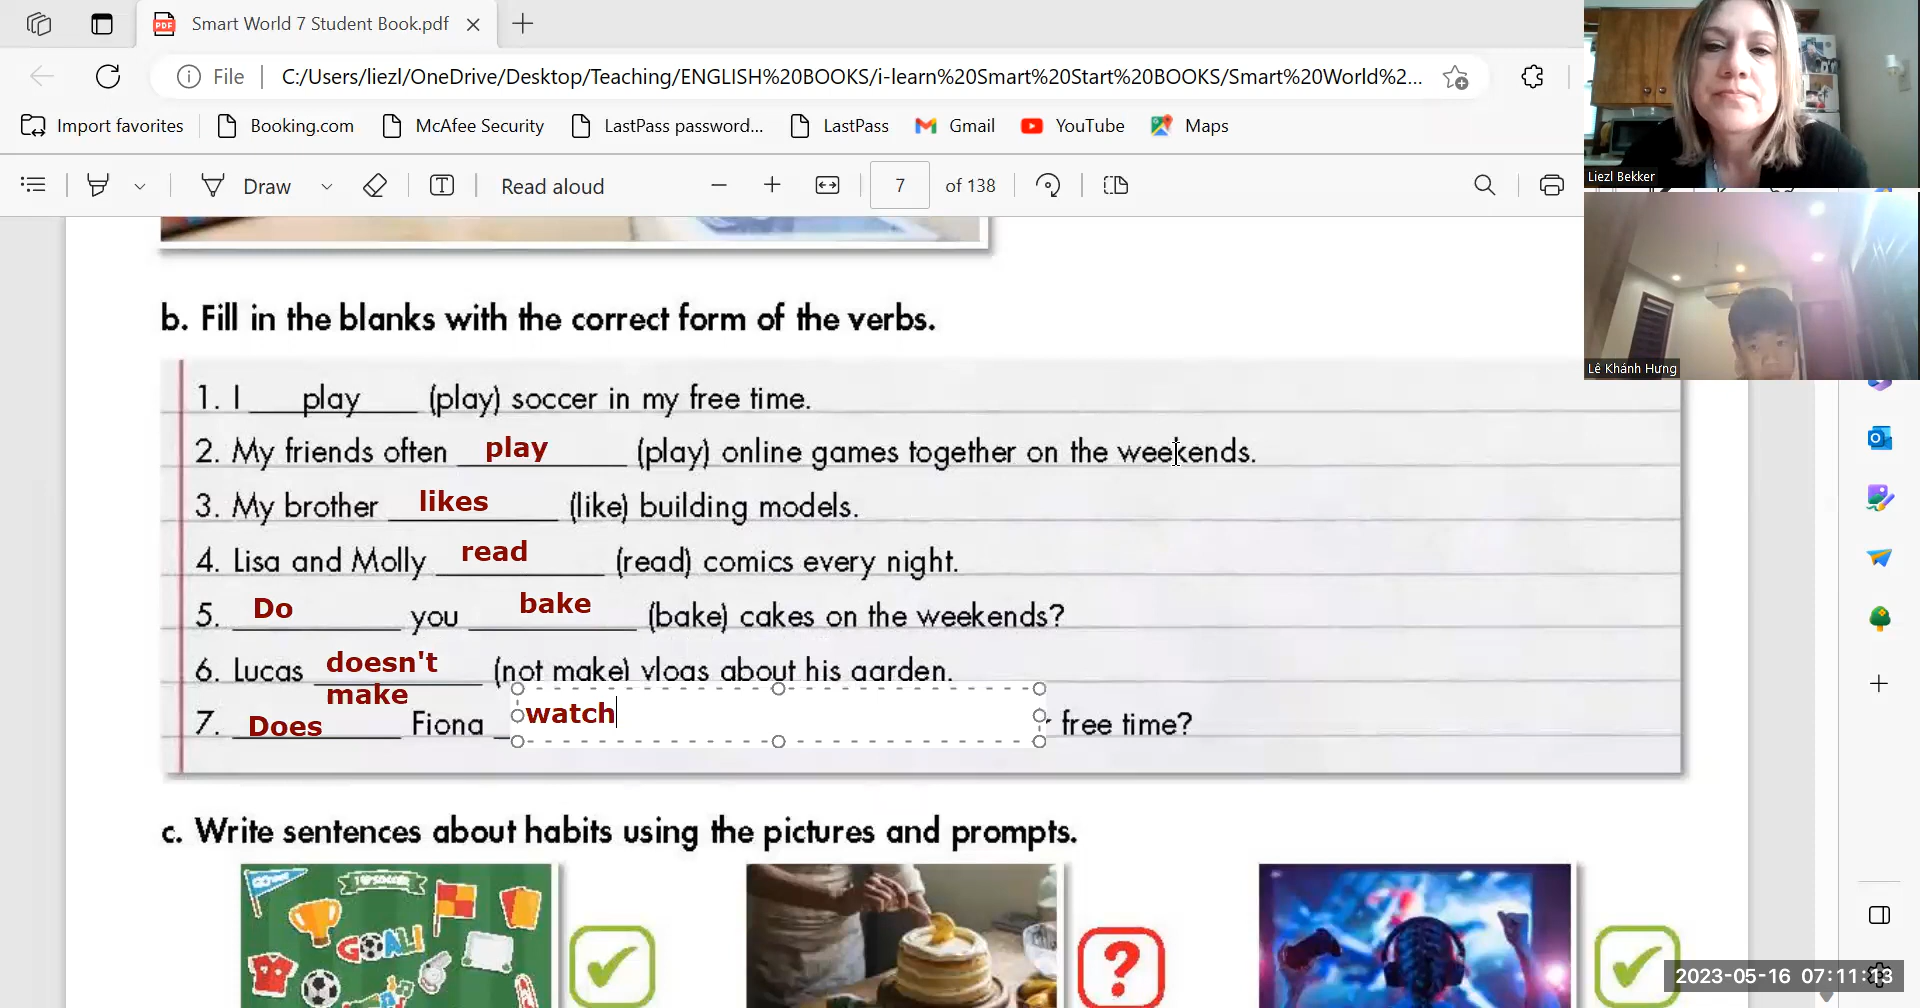 Smart World 7 Student Book.pdf
File C:/Users/liezl/OneDrive/Desktop/Teaching/ENGLISH%20BOOKS/i-learn%20Smart%20Start%20BOOKS/Smart%20World%2...
Import favorites Booking.com McAfee Security LastPass password... LastPass Gmail YouTube Maps
Draw Read aloud 7 of 138
Liezl Bekker
Lê Khánh Hưng
b. Fill in the blanks with the correct form of the verbs.
1. I play (play) soccer in my free time.
2. My friends often play (play) online games together on the weekends.
3. My brother likes (like) building models.
4. Lisa and Molly read (read) comics every night.
5. Do you bake (bake) cakes on the weekends?
6. Lucas doesn't make (not make) vlogs about his garden.
7. Does Fiona watch free time?
c. Write sentences about habits using the pictures and prompts.
GOAL!
2023-05-16 07:11:13